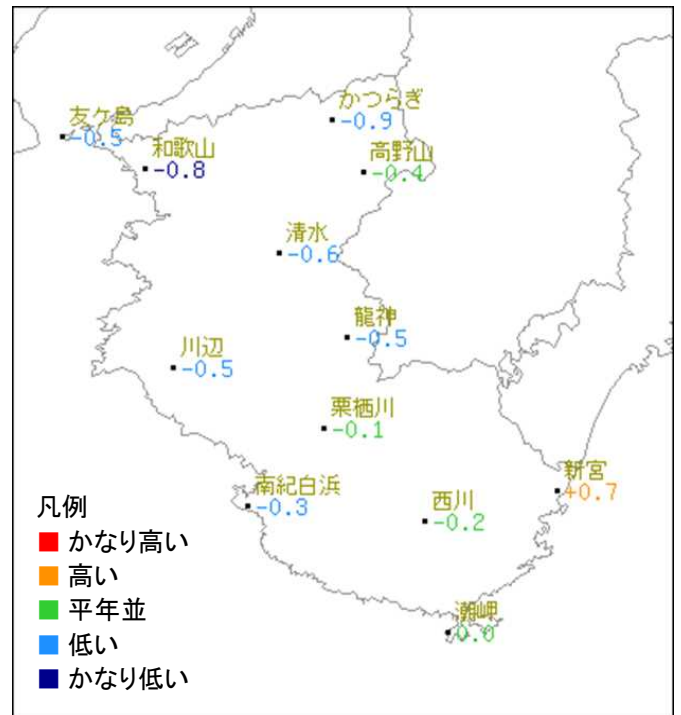 かつらぎ
-0.9
友ケ島
-0.5
和歌山
-0.8
高野山
-0.4
清水
-0.6
龍神
-0.5
川辺
-0.5
栗栖川
-0.1
新宮
+0.7
南紀白浜
-0.3
西川
-0.2
潮岬
0.0
凡例
かなり高い
高い
平年並
低い
かなり低い